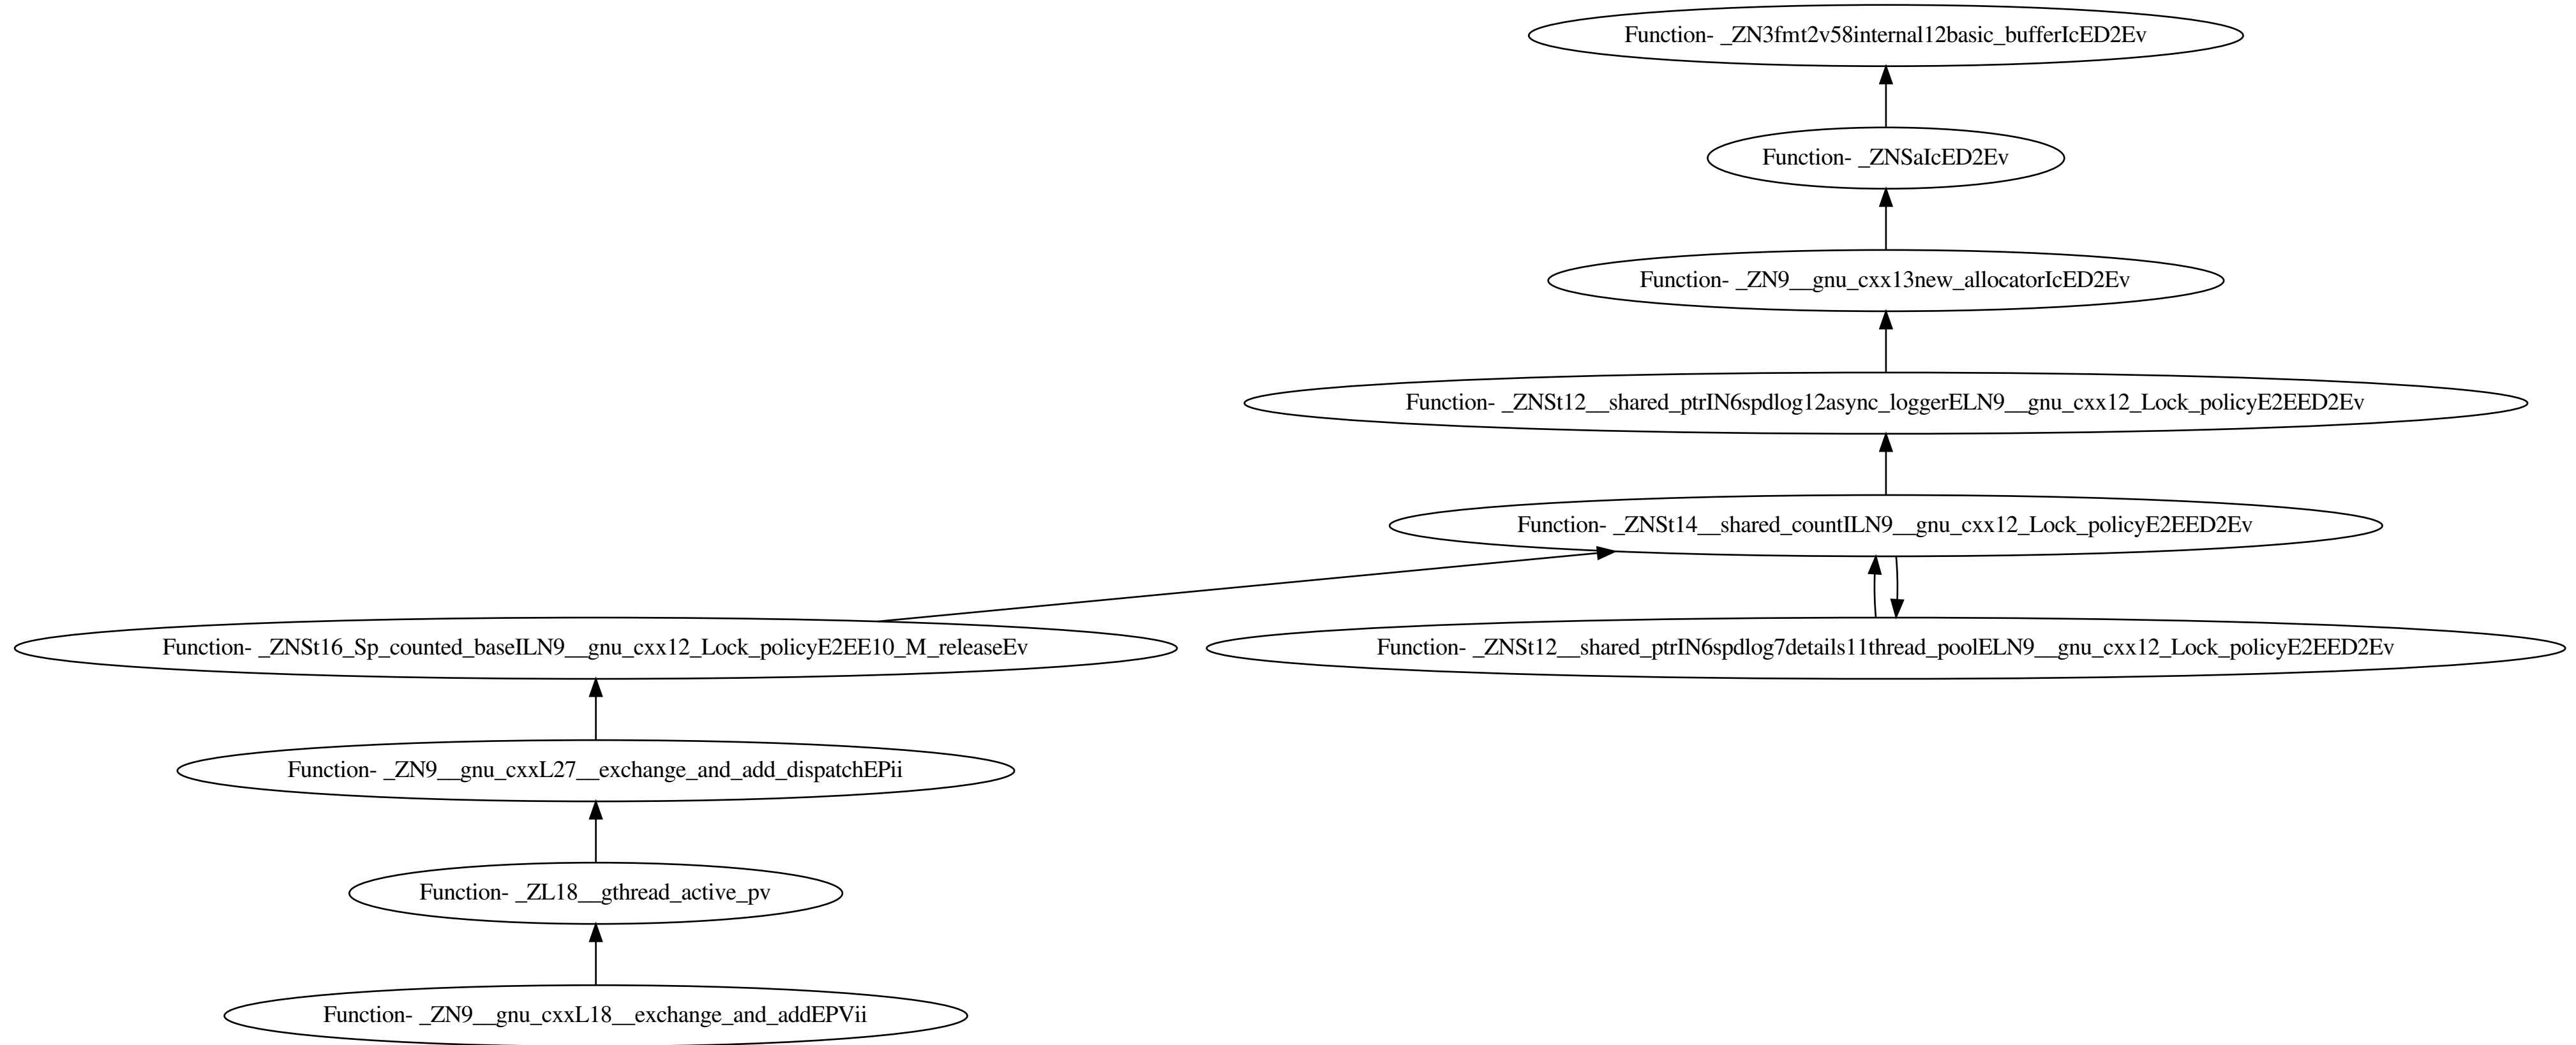 Function- _ZN3fmt2v58internal12basic_bufferIcED2Ev
Function- _ZNSaIcED2Ev
Function- _ZN9__gnu_cxx13new_allocatorIcED2Ev
Function- _ZNSt12__shared_ptrIN6spdlog12async_loggerELN9__gnu_cxx12_Lock_policyE2EED2Ev
Function- _ZNSt14__shared_countILN9__gnu_cxx12_Lock_policyE2EED2Ev
Function- _ZNSt16_Sp_counted_baseILN9__gnu_cxx12_Lock_policyE2EE10_M_releaseEv
Function- _ZNSt12__shared_ptrIN6spdlog7details11thread_poolELN9__gnu_cxx12_Lock_policyE2EED2Ev
Function- _ZN9__gnu_cxxL27__exchange_and_add_dispatchEPii
Function- _ZL18__gthread_active_pv
Function- _ZN9__gnu_cxxL18__exchange_and_addEPVii